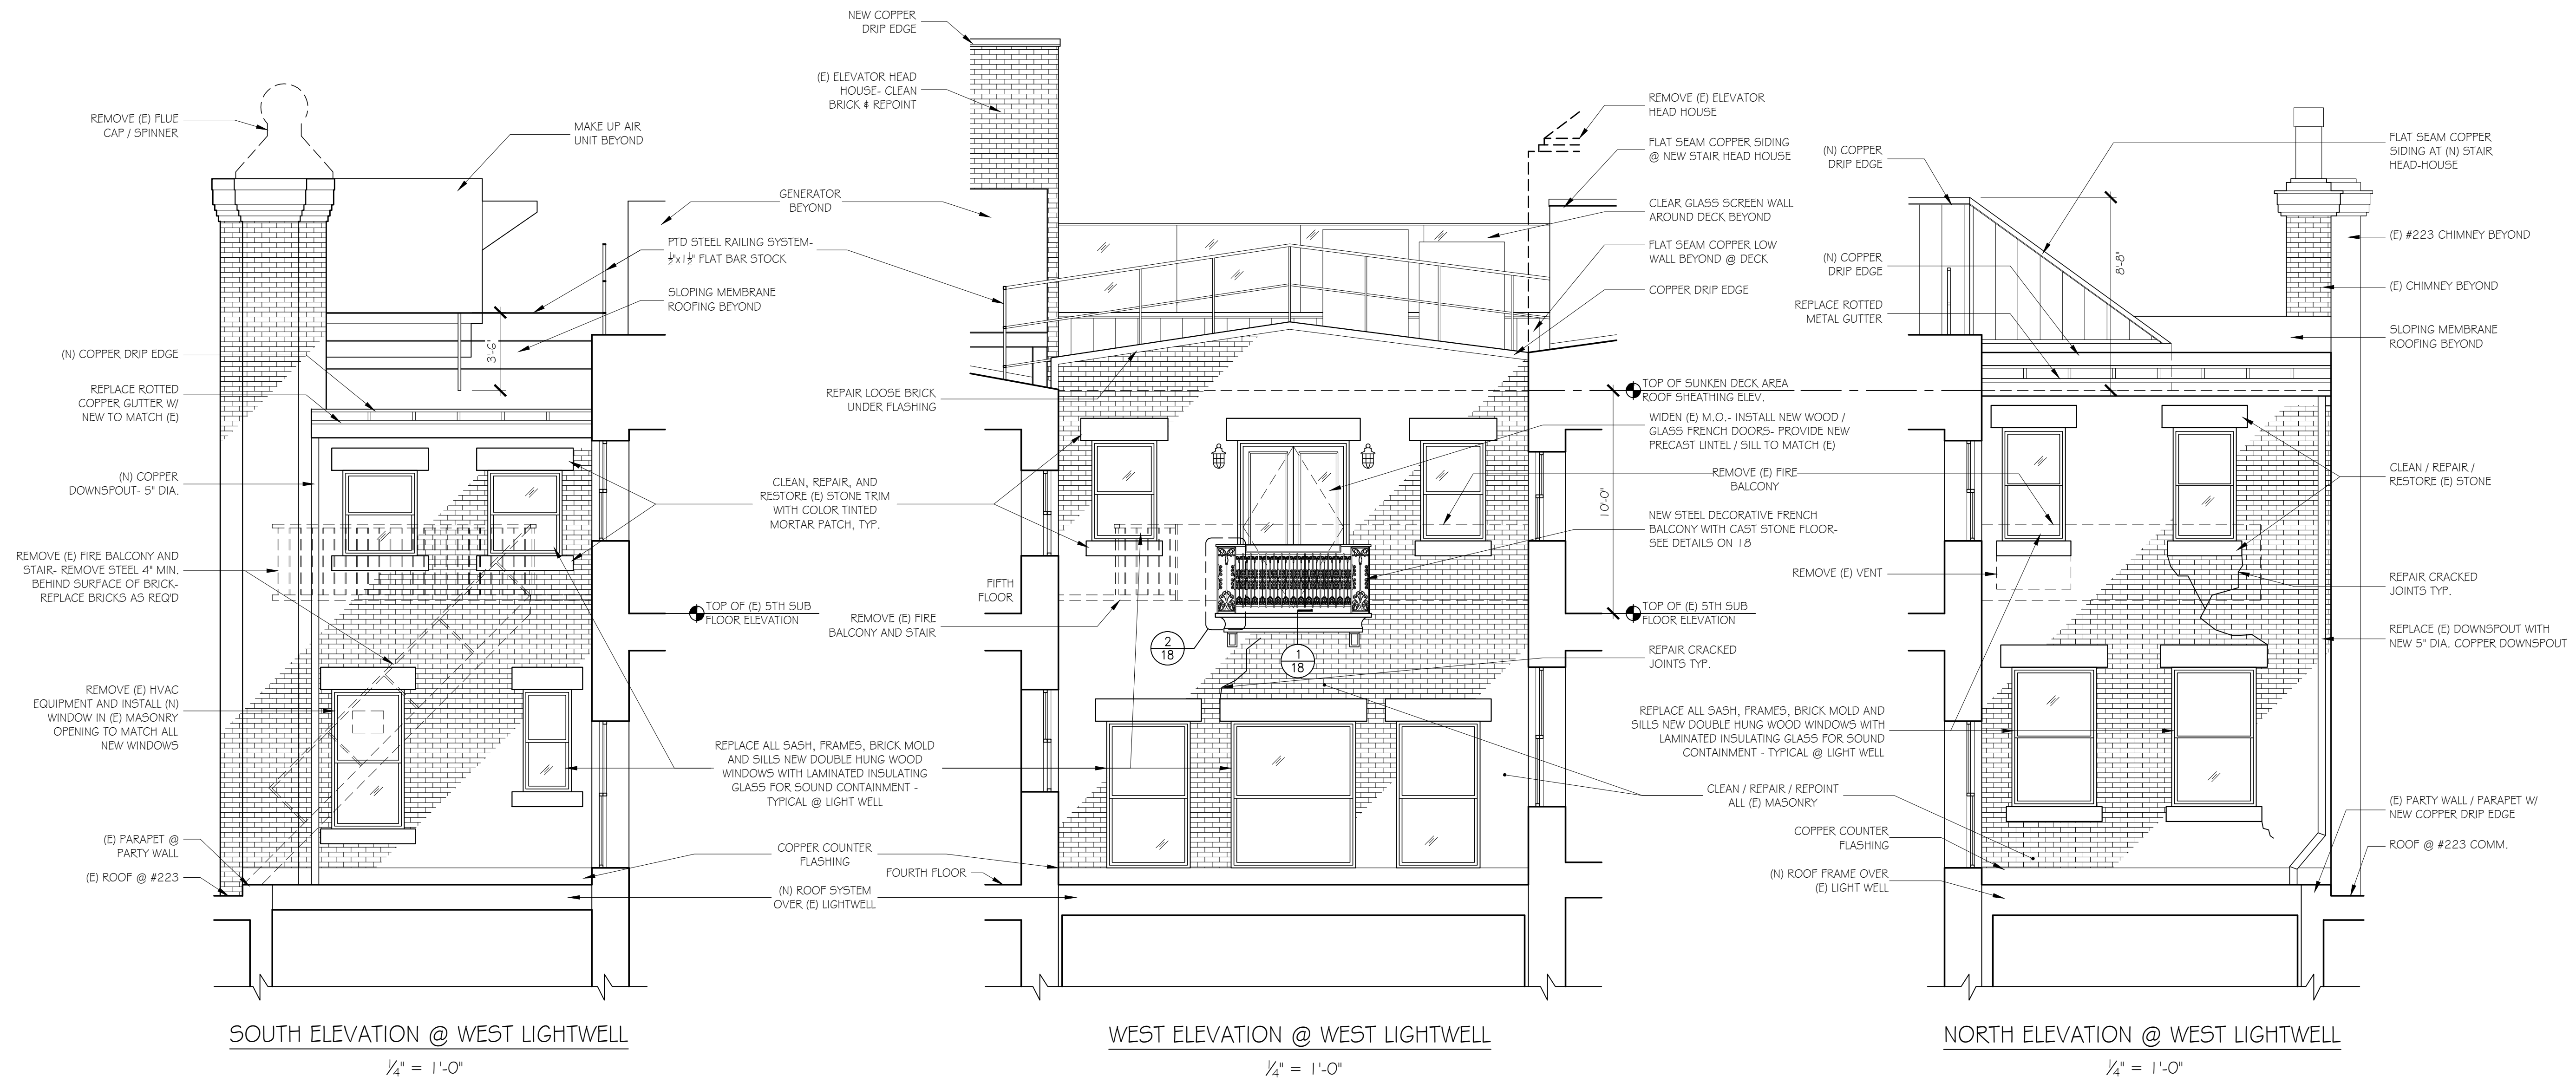 REMOVE (E) FLUE
CAP / SPINNER
MAKE UP AIR
UNIT BEYOND
GENERATOR
BEYOND
PTD STEEL RAILING SYSTEM-
½"x1½" FLAT BAR STOCK
SLOPING MEMBRANE
ROOFING BEYOND
3'-6"
(N) COPPER DRIP EDGE
REPLACE ROTTED
COPPER GUTTER W/
NEW TO MATCH (E)
(N) COPPER
DOWNSPOUT- 5" DIA.
REMOVE (E) FIRE BALCONY AND
STAIR- REMOVE STEEL 4" MIN.
BEHIND SURFACE OF BRICK-
REPLACE BRICKS AS REQ'D
REMOVE (E) HVAC
EQUIPMENT AND INSTALL (N)
WINDOW IN (E) MASONRY
OPENING TO MATCH ALL
NEW WINDOWS
(E) PARAPET @
PARTY WALL
(E) ROOF @ #223
CLEAN, REPAIR, AND
RESTORE (E) STONE TRIM
WITH COLOR TINTED
MORTAR PATCH, TYP.
TOP OF (E) 5TH SUB
FLOOR ELEVATION
REPLACE ALL SASH, FRAMES, BRICK MOLD
AND SILLS NEW DOUBLE HUNG WOOD
WINDOWS WITH LAMINATED INSULATING
GLASS FOR SOUND CONTAINMENT -
TYPICAL @ LIGHT WELL
COPPER COUNTER
FLASHING
(N) ROOF SYSTEM
OVER (E) LIGHTWELL
SOUTH ELEVATION @ WEST LIGHTWELL
¼" = 1'-0"
NEW COPPER
DRIP EDGE
(E) ELEVATOR HEAD
HOUSE- CLEAN
BRICK & REPOINT
REPAIR LOOSE BRICK
UNDER FLASHING
FIFTH
FLOOR
REMOVE (E) FIRE
BALCONY AND STAIR
FOURTH FLOOR
2
18
1
18
REMOVE (E) ELEVATOR
HEAD HOUSE
FLAT SEAM COPPER SIDING
@ NEW STAIR HEAD HOUSE
CLEAR GLASS SCREEN WALL
AROUND DECK BEYOND
FLAT SEAM COPPER LOW
WALL BEYOND @ DECK
COPPER DRIP EDGE
TOP OF SUNKEN DECK AREA
ROOF SHEATHING ELEV.
WIDEN (E) M.O.- INSTALL NEW WOOD /
GLASS FRENCH DOORS- PROVIDE NEW
PRECAST LINTEL / SILL TO MATCH (E)
REMOVE (E) FIRE
BALCONY
10'-0"
NEW STEEL DECORATIVE FRENCH
BALCONY WITH CAST STONE FLOOR-
SEE DETAILS ON 18
TOP OF (E) 5TH SUB
FLOOR ELEVATION
REPAIR CRACKED
JOINTS TYP.
REPLACE ALL SASH, FRAMES, BRICK MOLD AND
SILLS NEW DOUBLE HUNG WOOD WINDOWS WITH
LAMINATED INSULATING GLASS FOR SOUND
CONTAINMENT - TYPICAL @ LIGHT WELL
CLEAN / REPAIR / REPOINT
ALL (E) MASONRY
WEST ELEVATION @ WEST LIGHTWELL
¼" = 1'-0"
(N) COPPER
DRIP EDGE
(N) COPPER
DRIP EDGE
REPLACE ROTTED
METAL GUTTER
8'-8"
REMOVE (E) VENT
COPPER COUNTER
FLASHING
(N) ROOF FRAME OVER
(E) LIGHT WELL
FLAT SEAM COPPER
SIDING AT (N) STAIR
HEAD-HOUSE
(E) #223 CHIMNEY BEYOND
(E) CHIMNEY BEYOND
SLOPING MEMBRANE
ROOFING BEYOND
CLEAN / REPAIR /
RESTORE (E) STONE
REPAIR CRACKED
JOINTS TYP.
REPLACE (E) DOWNSPOUT WITH
NEW 5" DIA. COPPER DOWNSPOUT
(E) PARTY WALL / PARAPET W/
NEW COPPER DRIP EDGE
ROOF @ #223 COMM.
NORTH ELEVATION @ WEST LIGHTWELL
¼" = 1'-0"